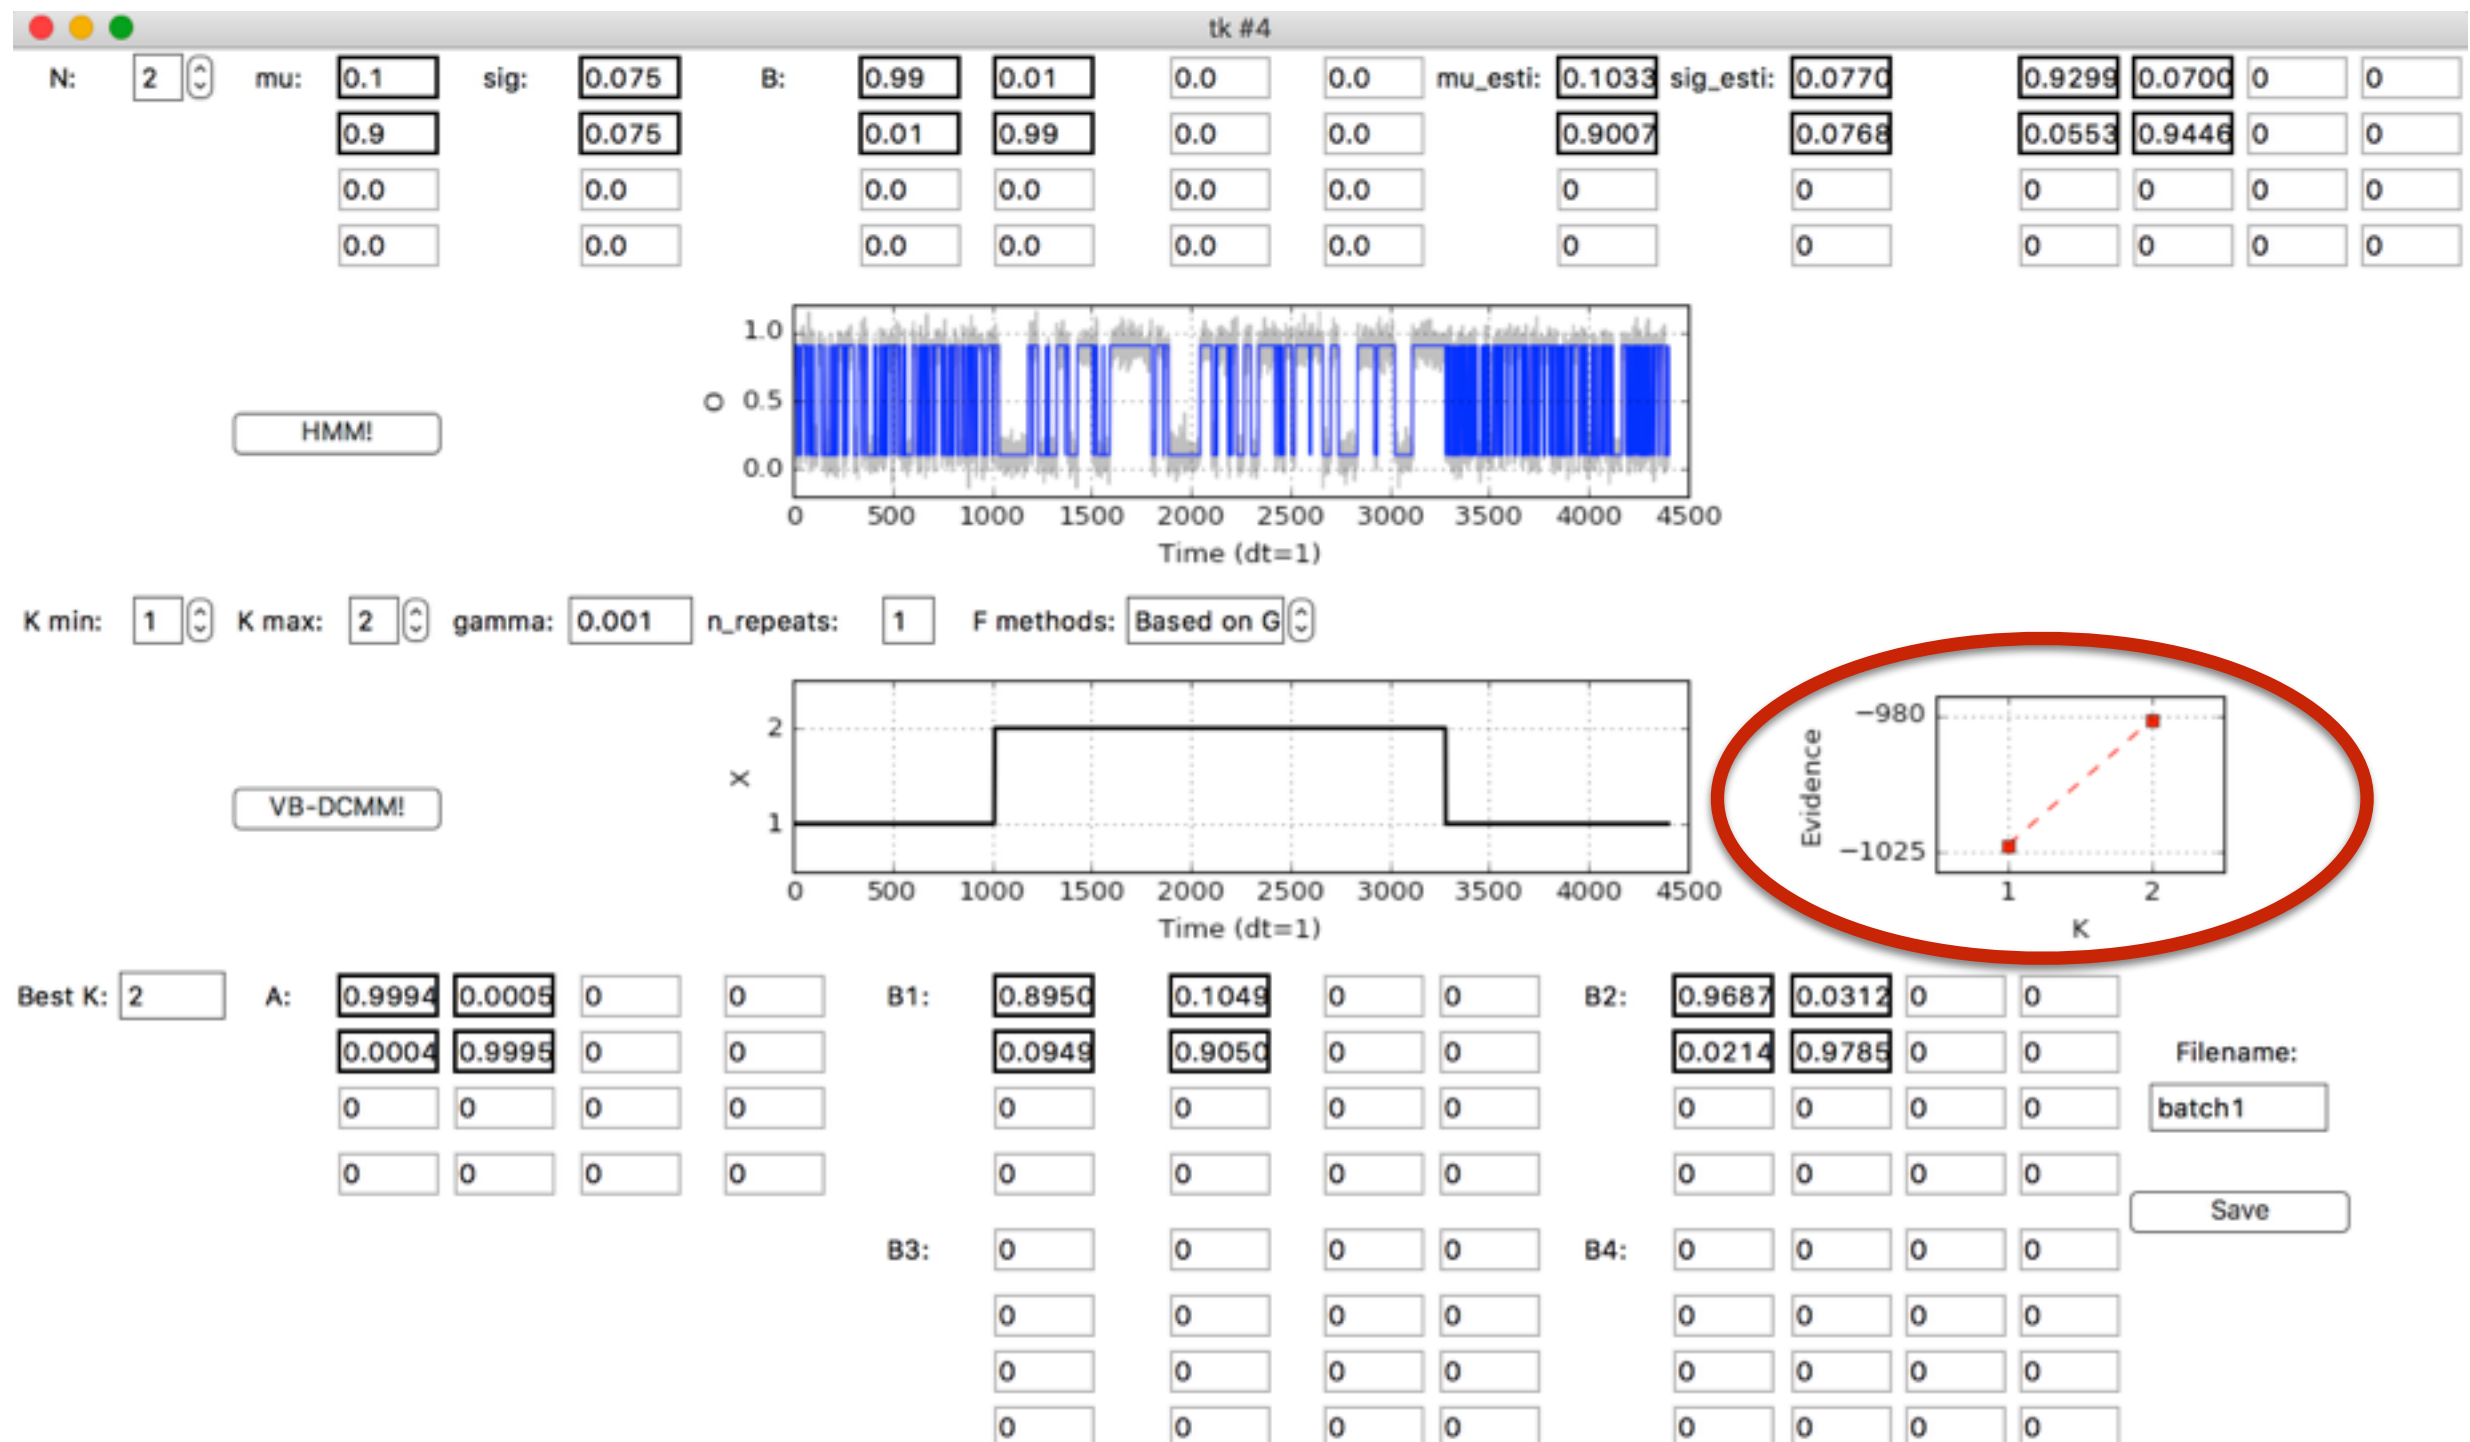 tk #4
N: 2 mu: 0.1 sig: 0.075 B: 0.99 0.01 0.0 0.0 mu_esti: 0.1033 sig_esti: 0.0770 0.9299 0.0700 0 0
0.9 0.075 0.01 0.99 0.0 0.0 0.9007 0.0768 0.0553 0.9446 0 0
0.0 0.0 0.0 0.0 0.0 0.0 0 0 0 0 0 0
0.0 0.0 0.0 0.0 0.0 0.0 0 0 0 0 0 0
HMM!
O
1.0
0.5
0.0
0 500 1000 1500 2000 2500 3000 3500 4000 4500
Time (dt=1)
K min: 1 K max: 2 gamma: 0.001 n_repeats: 1 F methods: Based on G
VB-DCMM!
X
2
1
0 500 1000 1500 2000 2500 3000 3500 4000 4500
Time (dt=1)
Evidence
−980
−1025
1 2
K
Best K: 2 A: 0.9994 0.0005 0 0 B1: 0.8950 0.1049 0 0 B2: 0.9687 0.0312 0 0
0.0004 0.9995 0 0 0.0949 0.9050 0 0 0.0214 0.9785 0 0 Filename:
0 0 0 0 0 0 0 0 0 0 0 0 batch1
0 0 0 0 0 0 0 0 0 0 0 0
Save
B3: 0 0 0 0 B4: 0 0 0 0
0 0 0 0 0 0 0 0
0 0 0 0 0 0 0 0
0 0 0 0 0 0 0 0